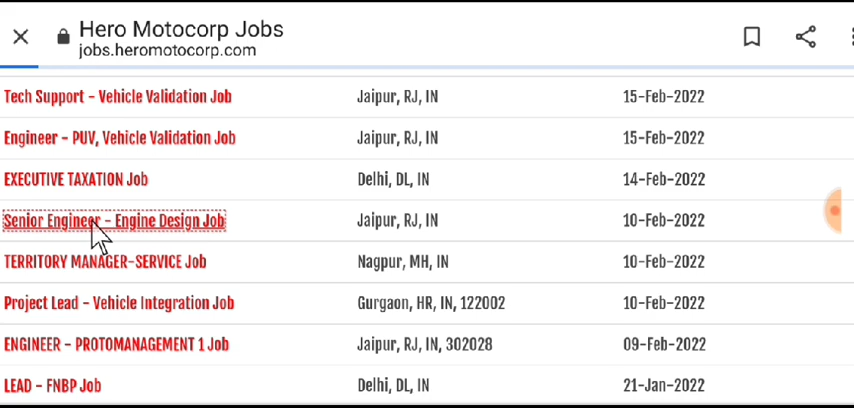 Hero Motocorp Jobs
jobs.heromotocorp.com
Tech Support - Vehicle Validation Job Jaipur, RJ, IN 15-Feb-2022
Engineer - PUV, Vehicle Validation Job Jaipur, RJ, IN 15-Feb-2022
EXECUTIVE TAXATION Job Delhi, DL, IN 14-Feb-2022
Senior Engineer - Engine Design Job Jaipur, RJ, IN 10-Feb-2022
TERRITORY MANAGER-SERVICE Job Nagpur, MH, IN 10-Feb-2022
Project Lead - Vehicle Integration Job Gurgaon, HR, IN, 122002 10-Feb-2022
ENGINEER - PROTOMANAGEMENT 1 Job Jaipur, RJ, IN, 302028 09-Feb-2022
LEAD - FNBP Job Delhi, DL, IN 21-Jan-2022